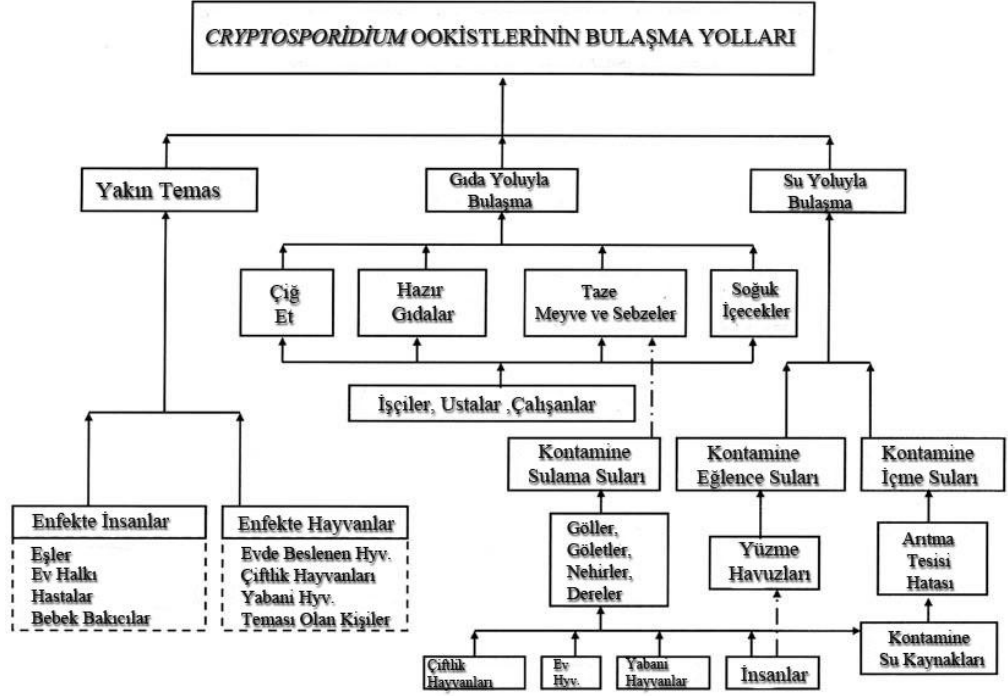 CRYPTOSPORIDIUM OOKİSTLERİNİN BULAŞMA YOLLARI
Yakın Temas
Gıda Yoluyla
Bulaşma
Su Yoluyla
Bulaşma
Çiğ
Et
Hazır
Gıdalar
Taze
Meyve ve Sebzeler
Soğuk
İçecekler
İşçiler, Ustalar ,Çalışanlar
Kontamine
Sulama Suları
Kontamine
Eğlence Suları
Kontamine
İçme Suları
Enfekte İnsanlar
Eşler
Ev Halkı
Hastalar
Bebek Bakıcılar
Enfekte Hayvanlar
Evde Beslenen Hyv.
Çiftlik Hayvanları
Yabani Hyv.
Teması Olan Kişiler
Göller,
Göletler,
Nehirler,
Dereler
Yüzme
Havuzları
Arıtma
Tesisi
Hatası
Çiftlik
Hayvanları
Ev
Hyv.
Yabani
Hayvanlar
İnsanlar
Kontamine
Su Kaynakları